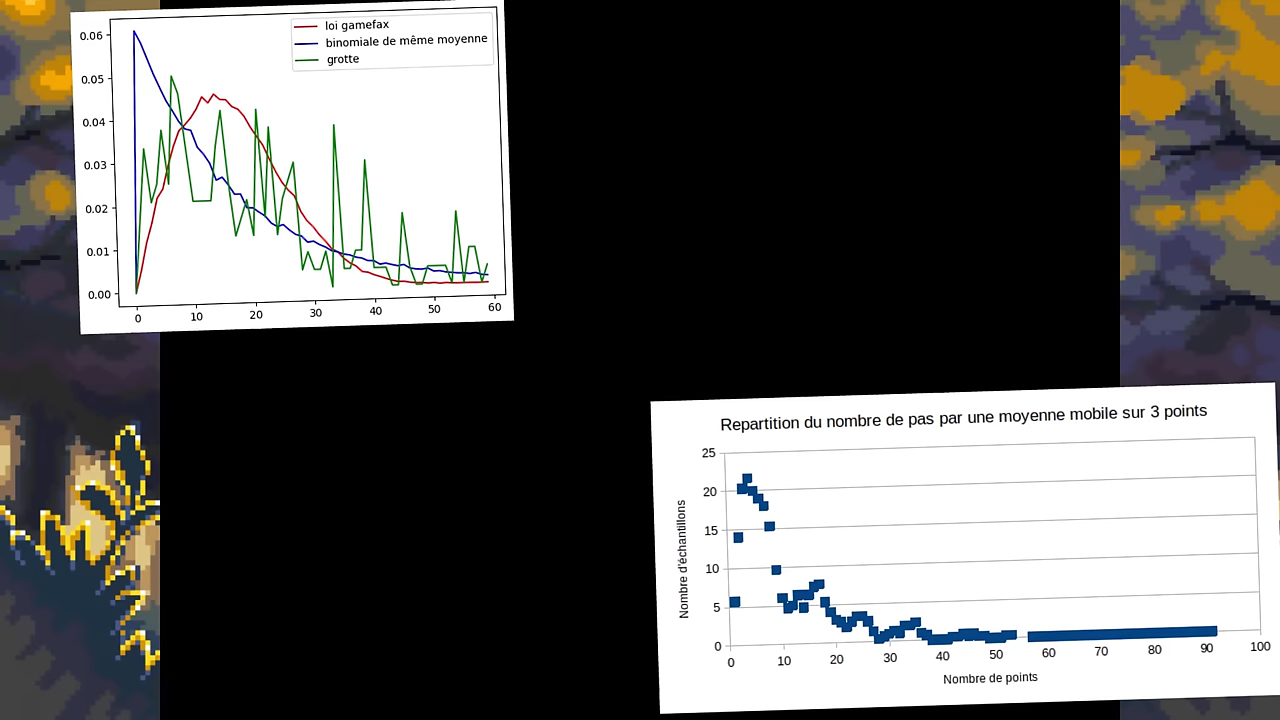 loi gamefax
binomiale de même moyenne
grotte
0.06
0.05
0.04
0.03
0.02
0.01
0.00
0 10 20 30 40 50 60
Repartition du nombre de pas par une moyenne mobile sur 3 points
Nombre d'échantillons
25
20
15
10
5
0
0 10 20 30 40 50 60 70 80 90 100
Nombre de points